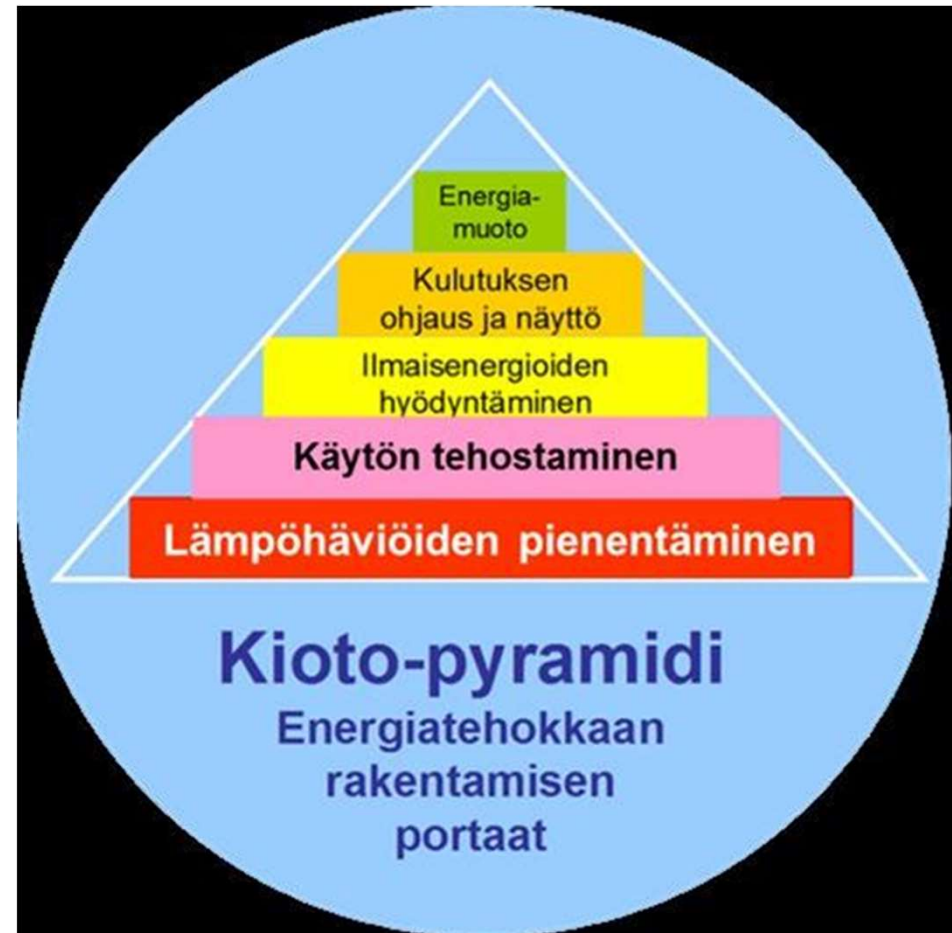 Energia-
muoto
Kulutuksen
ohjaus ja näyttö
Ilmaisenergioiden
hyödyntäminen
Käytön tehostaminen
Lämpöhäviöiden pienentäminen
Kioto-pyramidi
Energiatehokkaan
rakentamisen
portaat